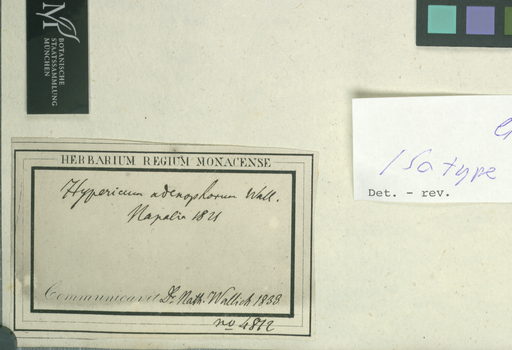 M
BOTANISCHE
STAATSSAMMLUNG
MÜNCHEN
Isotype
Det. - rev.
HERBARIUM REGIUM MONACENSE
Hypericum adenophorum Wall.
Napalia 1821
Communicavit Dr. Nath. Wallich 1833
no 4812